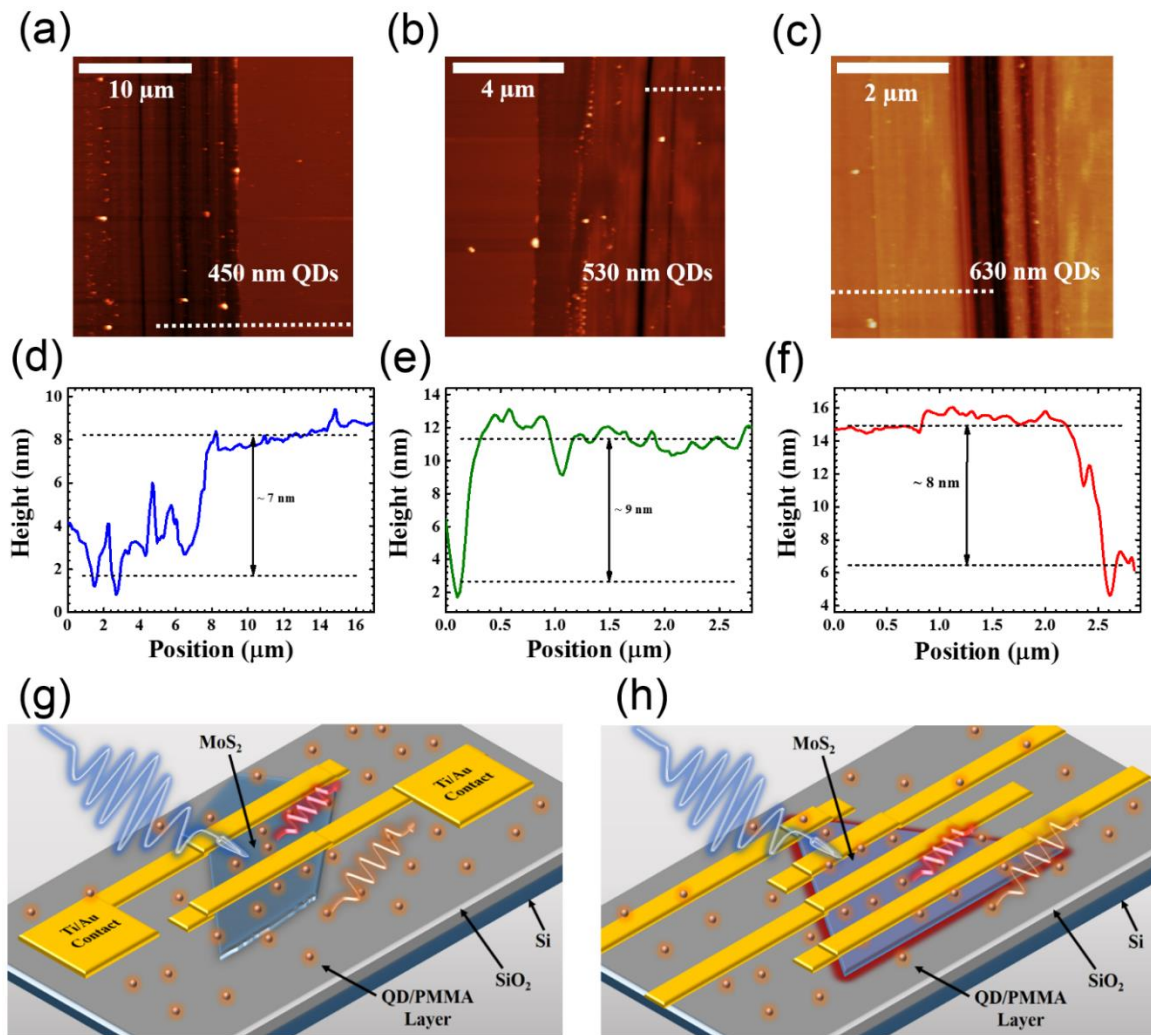 (a)
(b)
(c)
10 μm
4 μm
2 μm
450 nm QDs
530 nm QDs
630 nm QDs
(d)
(e)
(f)
Height (nm)
10
8
6
4
2
0
~ 7 nm
0 2 4 6 8 10 12 14 16
Position (μm)
Height (nm)
14
12
10
8
6
4
2
~ 9 nm
0.0 0.5 1.0 1.5 2.0 2.5
Position (μm)
Height (nm)
16
14
12
10
8
6
4
~ 8 nm
0.0 0.5 1.0 1.5 2.0 2.5
Position (μm)
(g)
MoS₂
Ti/Au
Contact
Ti/Au
Contact
Si
SiO₂
QD/PMMA
Layer
(h)
MoS₂
Si
SiO₂
QD/PMMA
Layer